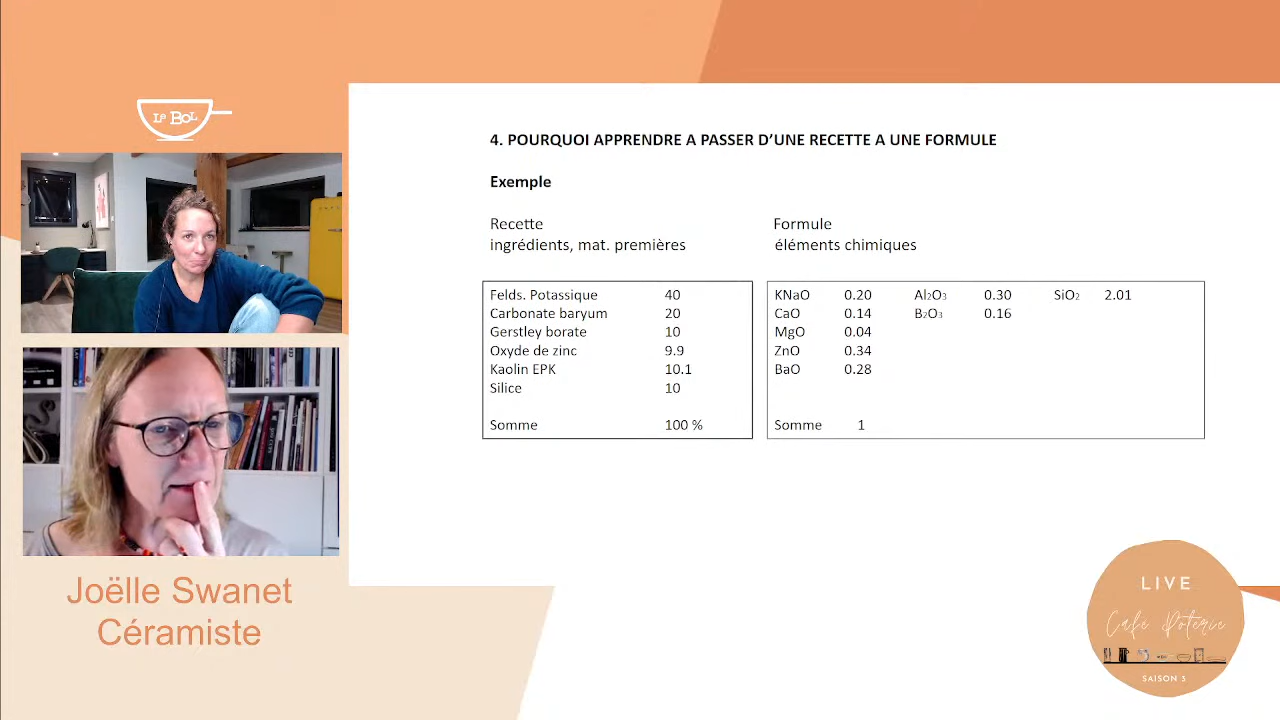 Le BoL
Joëlle Swanet
Céramiste
4. POURQUOI APPRENDRE A PASSER D’UNE RECETTE A UNE FORMULE
Exemple
Recette
ingrédients, mat. premières
Felds. Potassique 40
Carbonate baryum 20
Gerstley borate 10
Oxyde de zinc 9.9
Kaolin EPK 10.1
Silice 10
Somme 100 %
Formule
éléments chimiques
KNaO 0.20 Al2O3 0.30 SiO2 2.01
CaO 0.14 B2O3 0.16
MgO 0.04
ZnO 0.34
BaO 0.28
Somme 1
LIVE
Café Poterie
SAISON 3